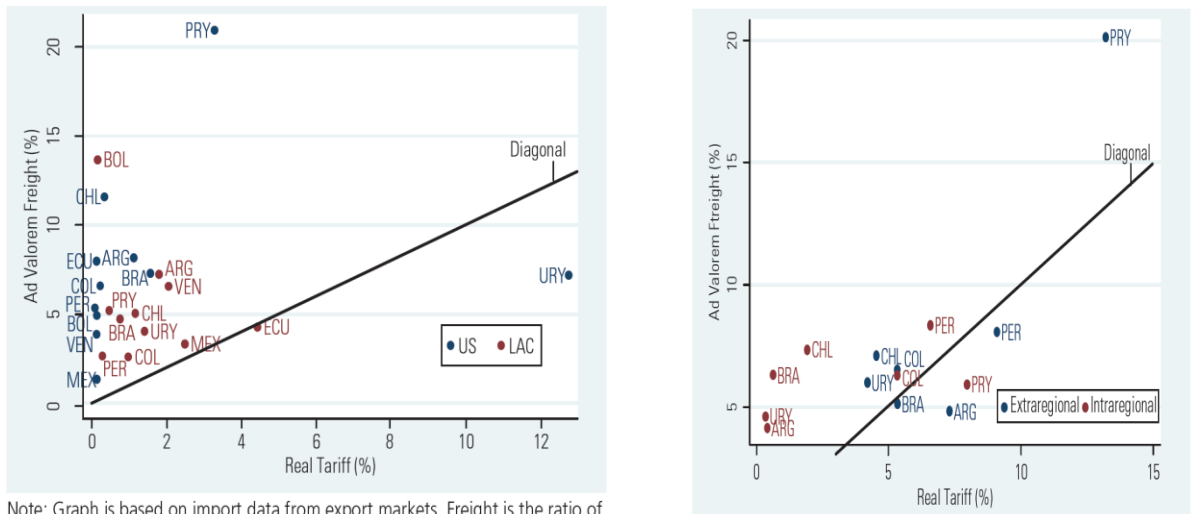 PRY
20
Ad Valorem Freight (%)
15
BOL
Diagonal
CHL
10
ECU ARG
ARG
BRA
URY
COL
VEN
PER
PRY
5
CHL
BOL
BRA
URY
ECU
VEN
MEX
US LAC
PER
COL
MEX
0
0 2 4 6 8 10 12
Real Tariff (%)
Note: Graph is based on import data from export markets. Freight is the ratio of
20
PRY
Ad Valorem Ftreight (%)
15
Diagonal
10
PER
PER
CHL
CHL COL
BRA
COL
URY
PRY
BRA
ARG
Extraregional Intraregional
5
URY
ARG
0 5 10 15
Real Tariff (%)